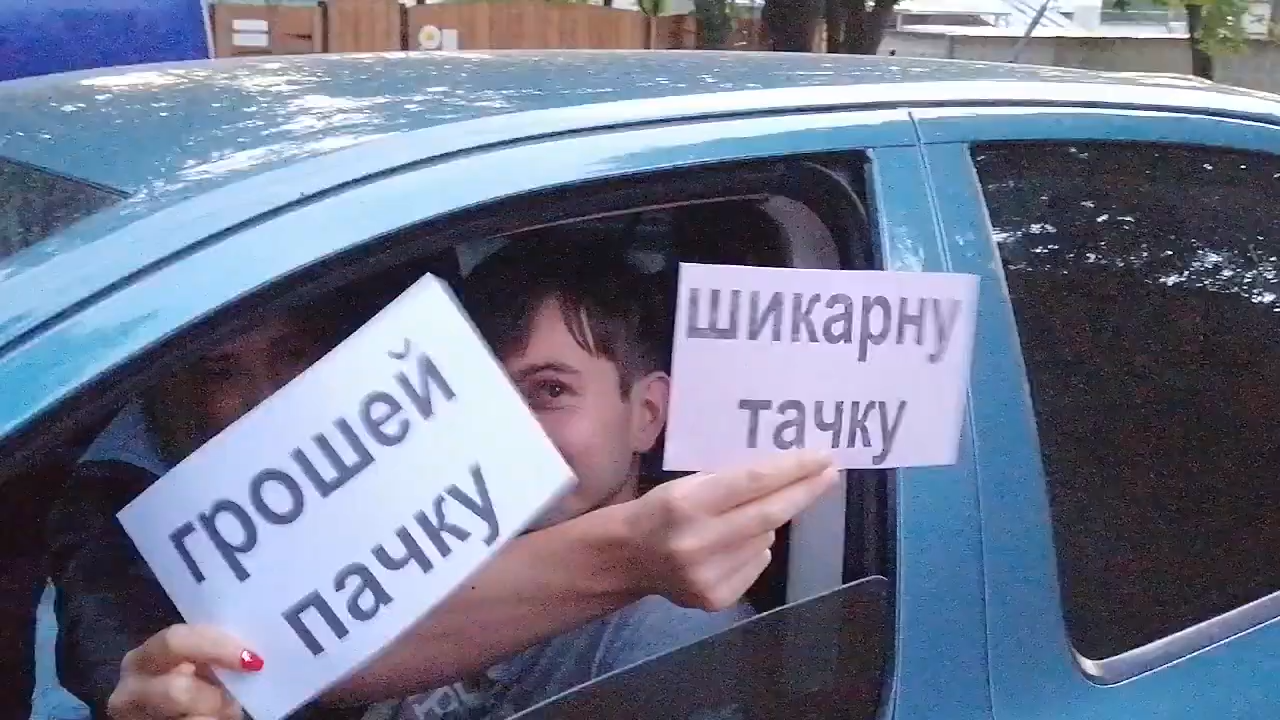 грошей
пачку
шикарну
тачку